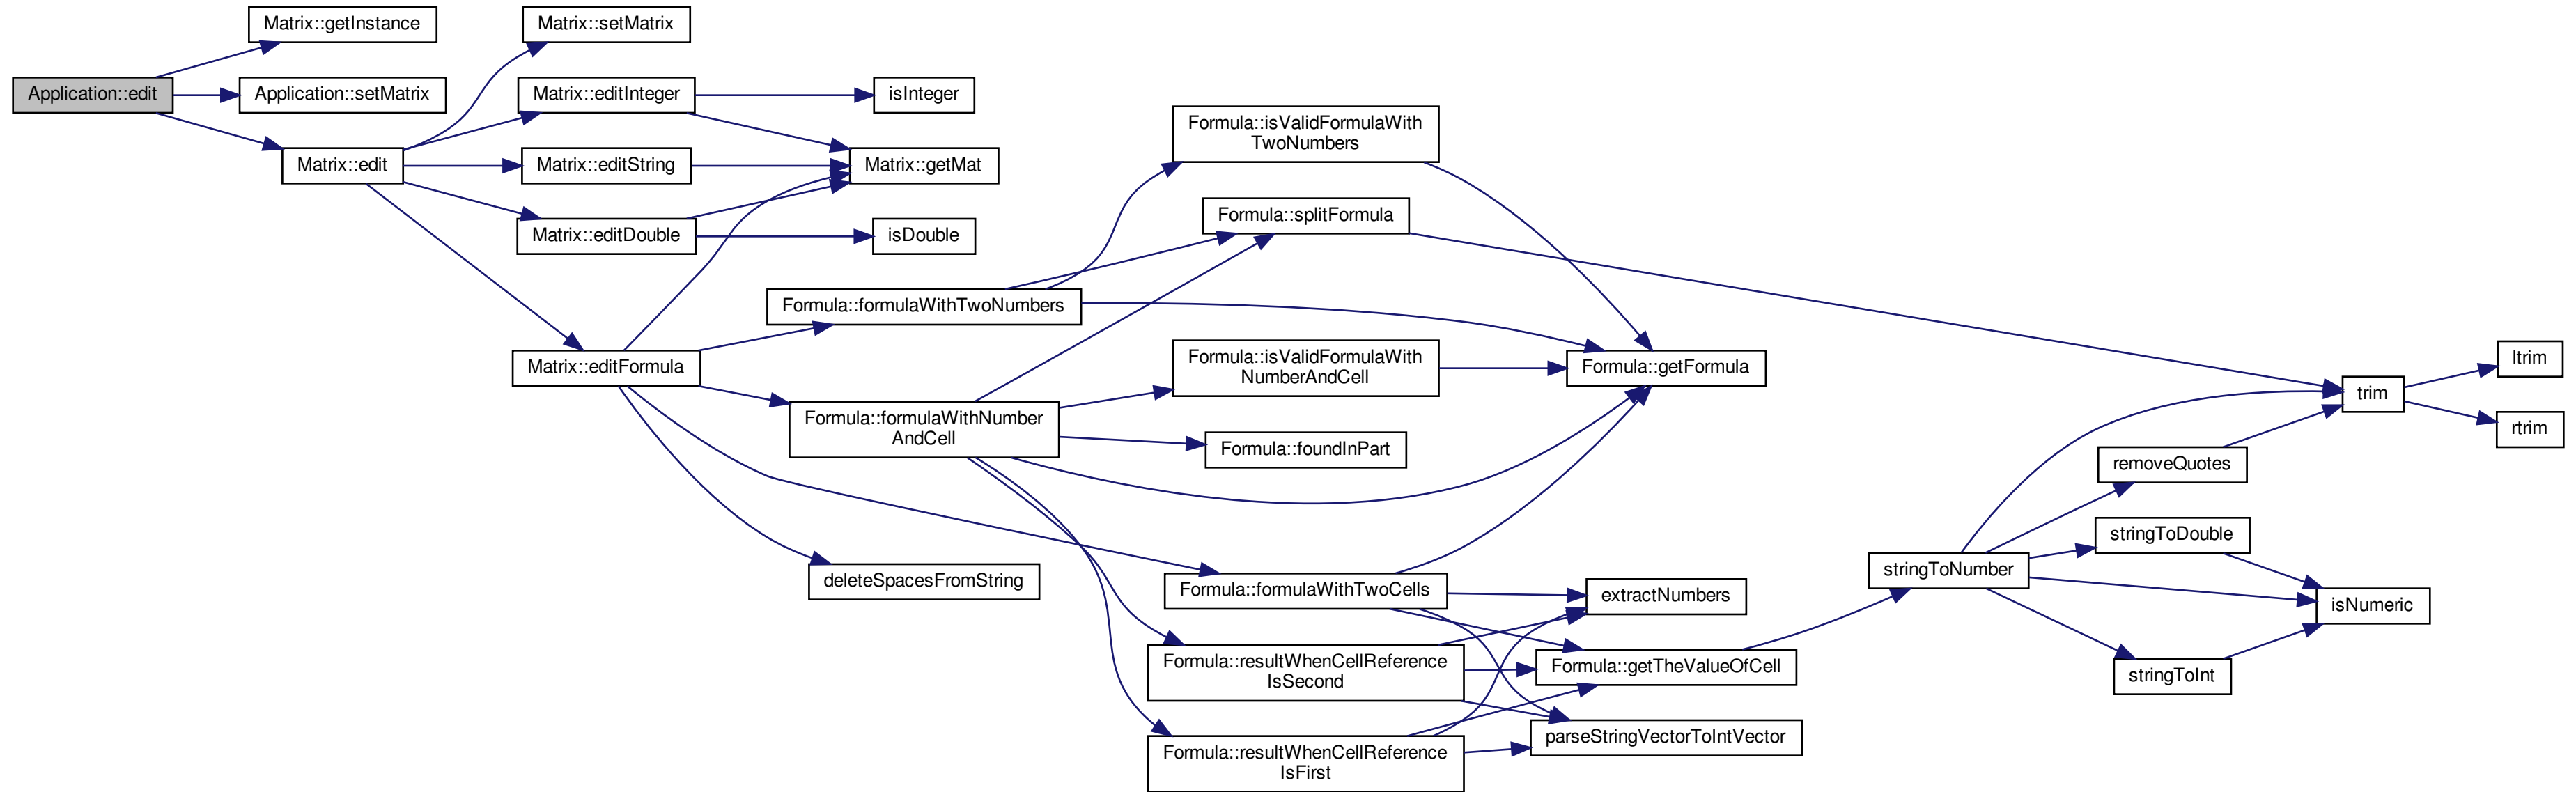 Application::edit
Matrix::getInstance
Application::setMatrix
Matrix::edit
Matrix::setMatrix
Matrix::editInteger
Matrix::editString
Matrix::editDouble
Matrix::editFormula
isInteger
Matrix::getMat
isDouble
Formula::formulaWithTwoNumbers
Formula::formulaWithNumber
AndCell
deleteSpacesFromString
Formula::isValidFormulaWith
TwoNumbers
Formula::splitFormula
Formula::isValidFormulaWith
NumberAndCell
Formula::foundInPart
Formula::formulaWithTwoCells
Formula::resultWhenCellReference
IsSecond
Formula::resultWhenCellReference
IsFirst
Formula::getFormula
extractNumbers
Formula::getTheValueOfCell
parseStringVectorToIntVector
stringToNumber
removeQuotes
stringToDouble
stringToInt
trim
isNumeric
ltrim
rtrim